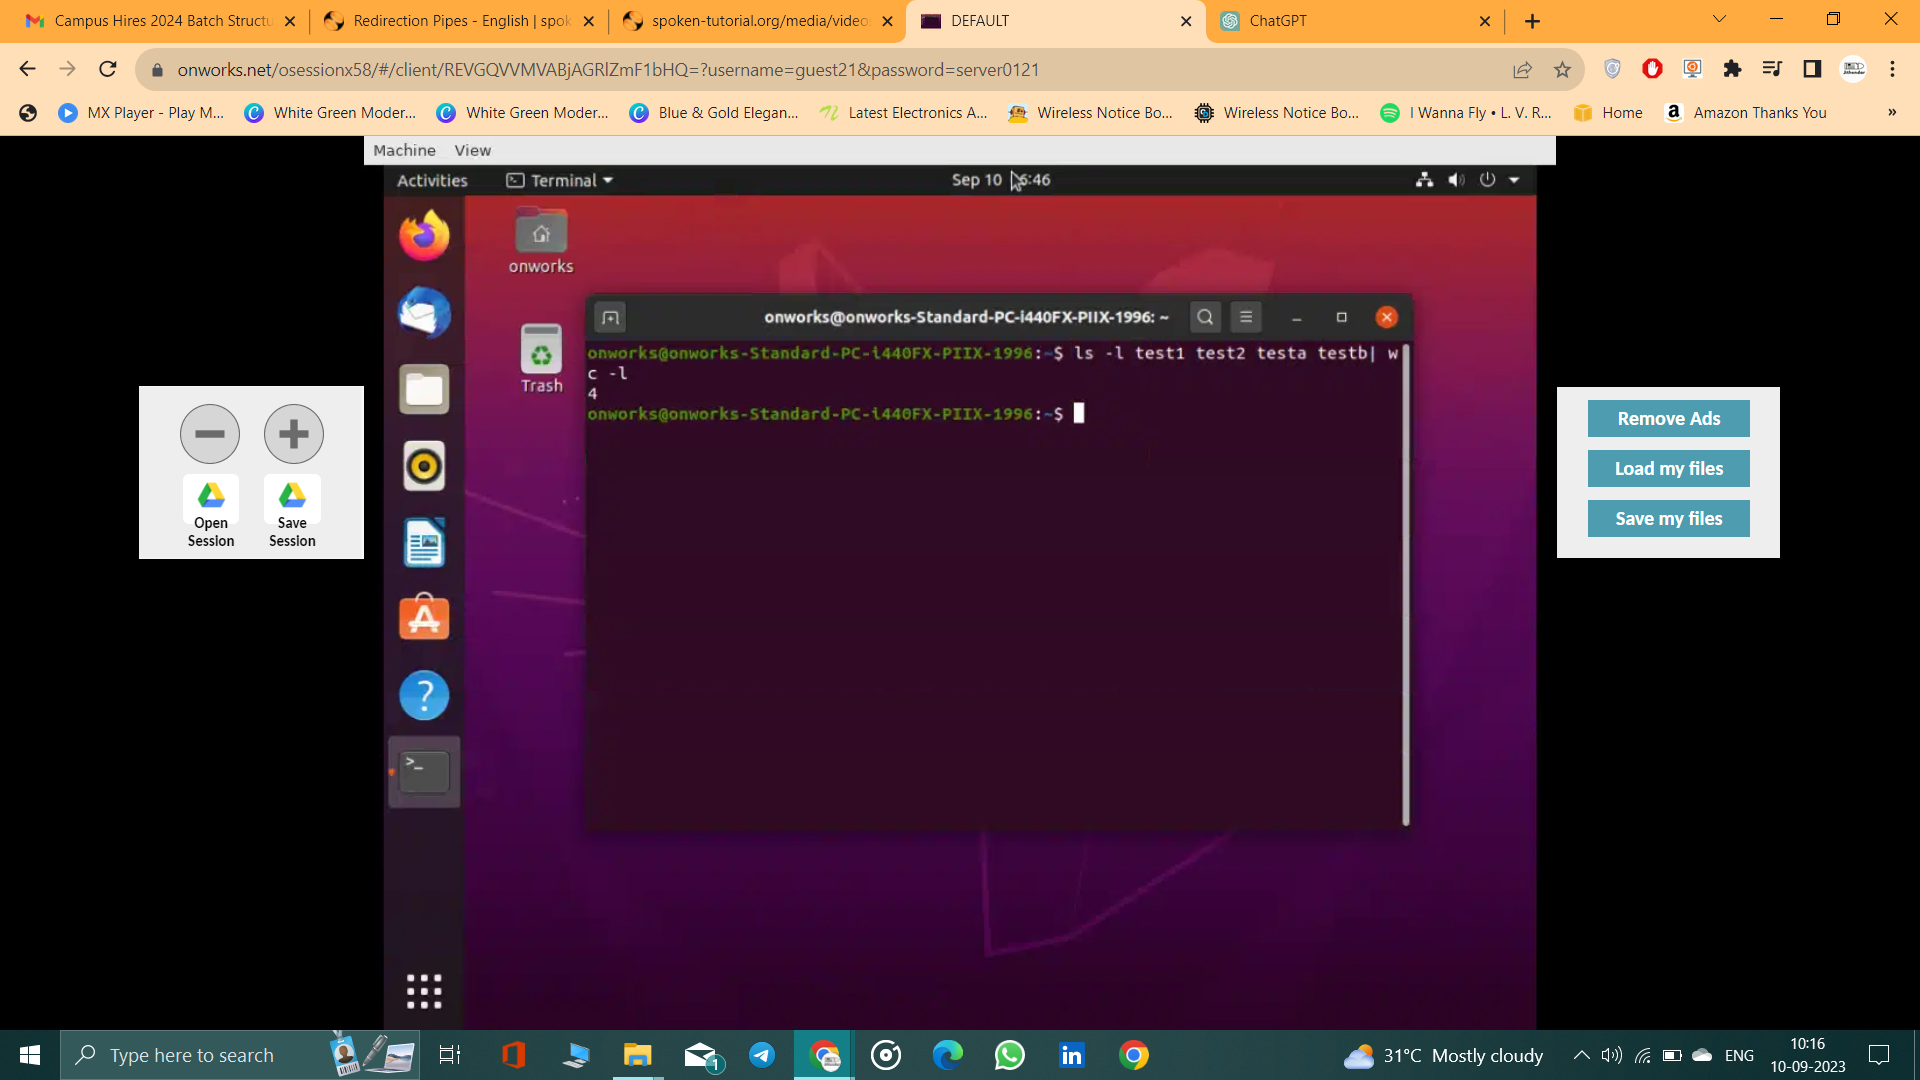 Campus Hires 2024 Batch Structu
Redirection Pipes - English | spok
spoken-tutorial.org/media/videos
DEFAULT
ChatGPT
onworks.net/osessionx58/#/client/REVGQVVMVABjAGRlZmF1bHQ=?username=guest21&password=server0121
MX Player - Play M...
White Green Moder...
White Green Moder...
Blue & Gold Elegan...
Latest Electronics A...
Wireless Notice Bo...
Wireless Notice Bo...
I Wanna Fly • L. V. R...
Home
Amazon Thanks You
»
Machine View
Activities
Terminal
Sep 10
:46
onworks
Trash
onworks@onworks-Standard-PC-i440FX-PIIX-1996: ~
onworks@onworks-Standard-PC-i440FX-PIIX-1996:~$ ls -l test1 test2 testa testb| w
c -l
4
onworks@onworks-Standard-PC-i440FX-PIIX-1996:~$
Open
Session
Save
Session
Remove Ads
Load my files
Save my files
Type here to search
1
31°C Mostly cloudy
ENG
10:16
10-09-2023